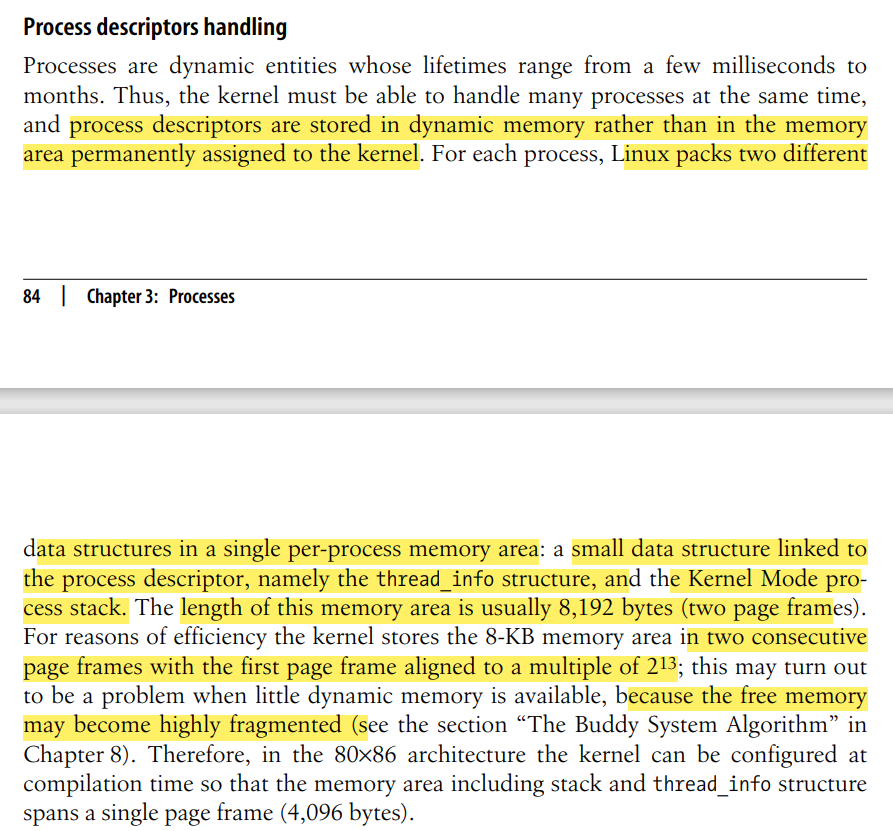 Process descriptors handling
Processes are dynamic entities whose lifetimes range from a few milliseconds to
months. Thus, the kernel must be able to handle many processes at the same time,
and process descriptors are stored in dynamic memory rather than in the memory
area permanently assigned to the kernel. For each process, Linux packs two different
84 | Chapter 3: Processes
data structures in a single per-process memory area: a small data structure linked to
the process descriptor, namely the thread_info structure, and the Kernel Mode pro-
cess stack. The length of this memory area is usually 8,192 bytes (two page frames).
For reasons of efficiency the kernel stores the 8-KB memory area in two consecutive
page frames with the first page frame aligned to a multiple of 2¹³; this may turn out
to be a problem when little dynamic memory is available, because the free memory
may become highly fragmented (see the section “The Buddy System Algorithm” in
Chapter 8). Therefore, in the 80×86 architecture the kernel can be configured at
compilation time so that the memory area including stack and thread_info structure
spans a single page frame (4,096 bytes).